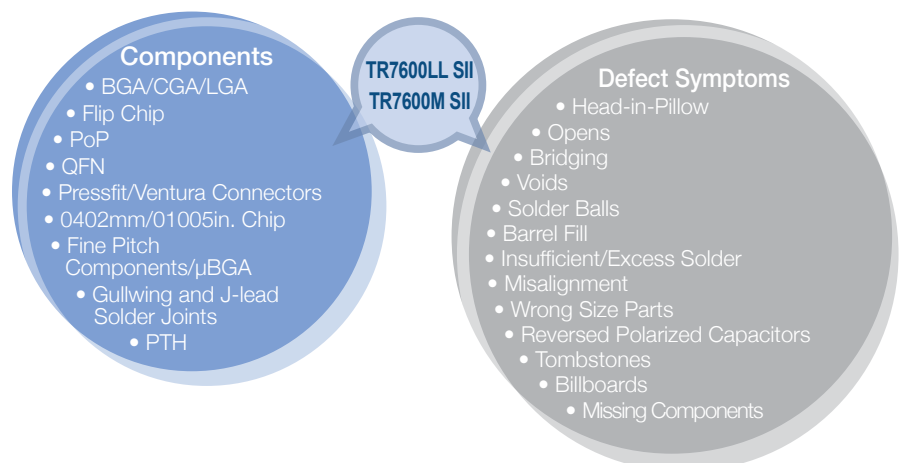 Components
• BGA/CGA/LGA
• Flip Chip
• PoP
• QFN
• Pressfit/Ventura Connectors
• 0402mm/01005in. Chip
• Fine Pitch
Components/µBGA
• Gullwing and J-lead
Solder Joints
• PTH
TR7600LL SII
TR7600M SII
Defect Symptoms
• Head-in-Pillow
• Opens
• Bridging
• Voids
• Solder Balls
• Barrel Fill
• Insufficient/Excess Solder
• Misalignment
• Wrong Size Parts
• Reversed Polarized Capacitors
• Tombstones
• Billboards
• Missing Components